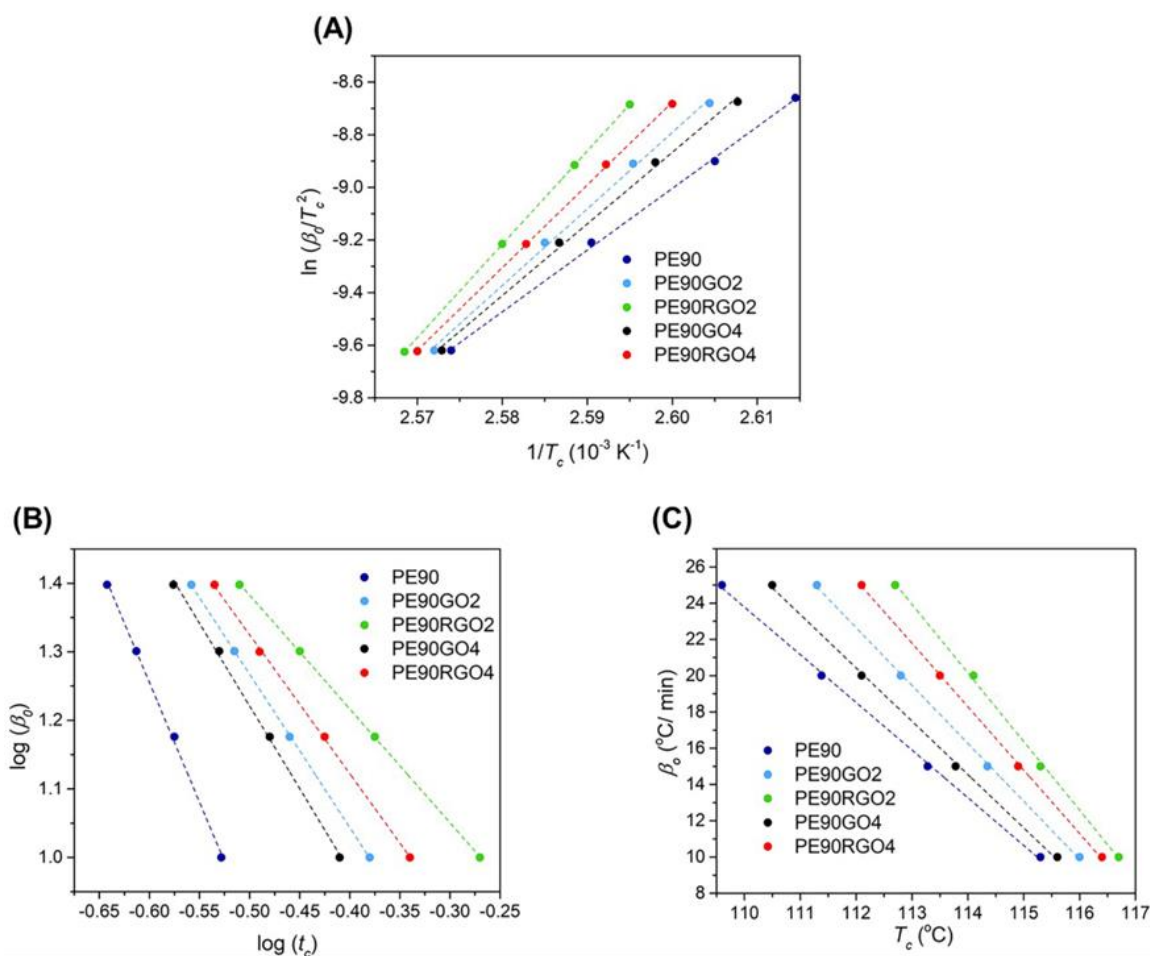 (A)
ln (β₀/T_c²)
-8.6
-8.8
-9.0
-9.2
-9.4
-9.6
-9.8
PE90
PE90GO2
PE90RGO2
PE90GO4
PE90RGO4
2.57 2.58 2.59 2.60 2.61
1/T_c (10⁻³ K⁻¹)
(B)
log (β₀)
1.4
1.3
1.2
1.1
1.0
PE90
PE90GO2
PE90RGO2
PE90GO4
PE90RGO4
-0.65 -0.60 -0.55 -0.50 -0.45 -0.40 -0.35 -0.30 -0.25
log (t_c)
(C)
βₒ (°C/ min)
26
24
22
20
18
16
14
12
10
8
PE90
PE90GO2
PE90RGO2
PE90GO4
PE90RGO4
110 111 112 113 114 115 116 117
T_c (°C)